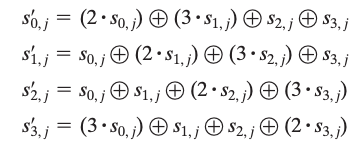 s′0, j = (2 • s0, j) ⊕ (3 • s1, j) ⊕ s2, j ⊕ s3, j
s′1, j = s0, j ⊕ (2 • s1, j) ⊕ (3 • s2, j) ⊕ s3, j
s′2, j = s0, j ⊕ s1, j ⊕ (2 • s2, j) ⊕ (3 • s3, j)
s′3, j = (3 • s0, j) ⊕ s1, j ⊕ s2, j ⊕ (2 • s3, j)